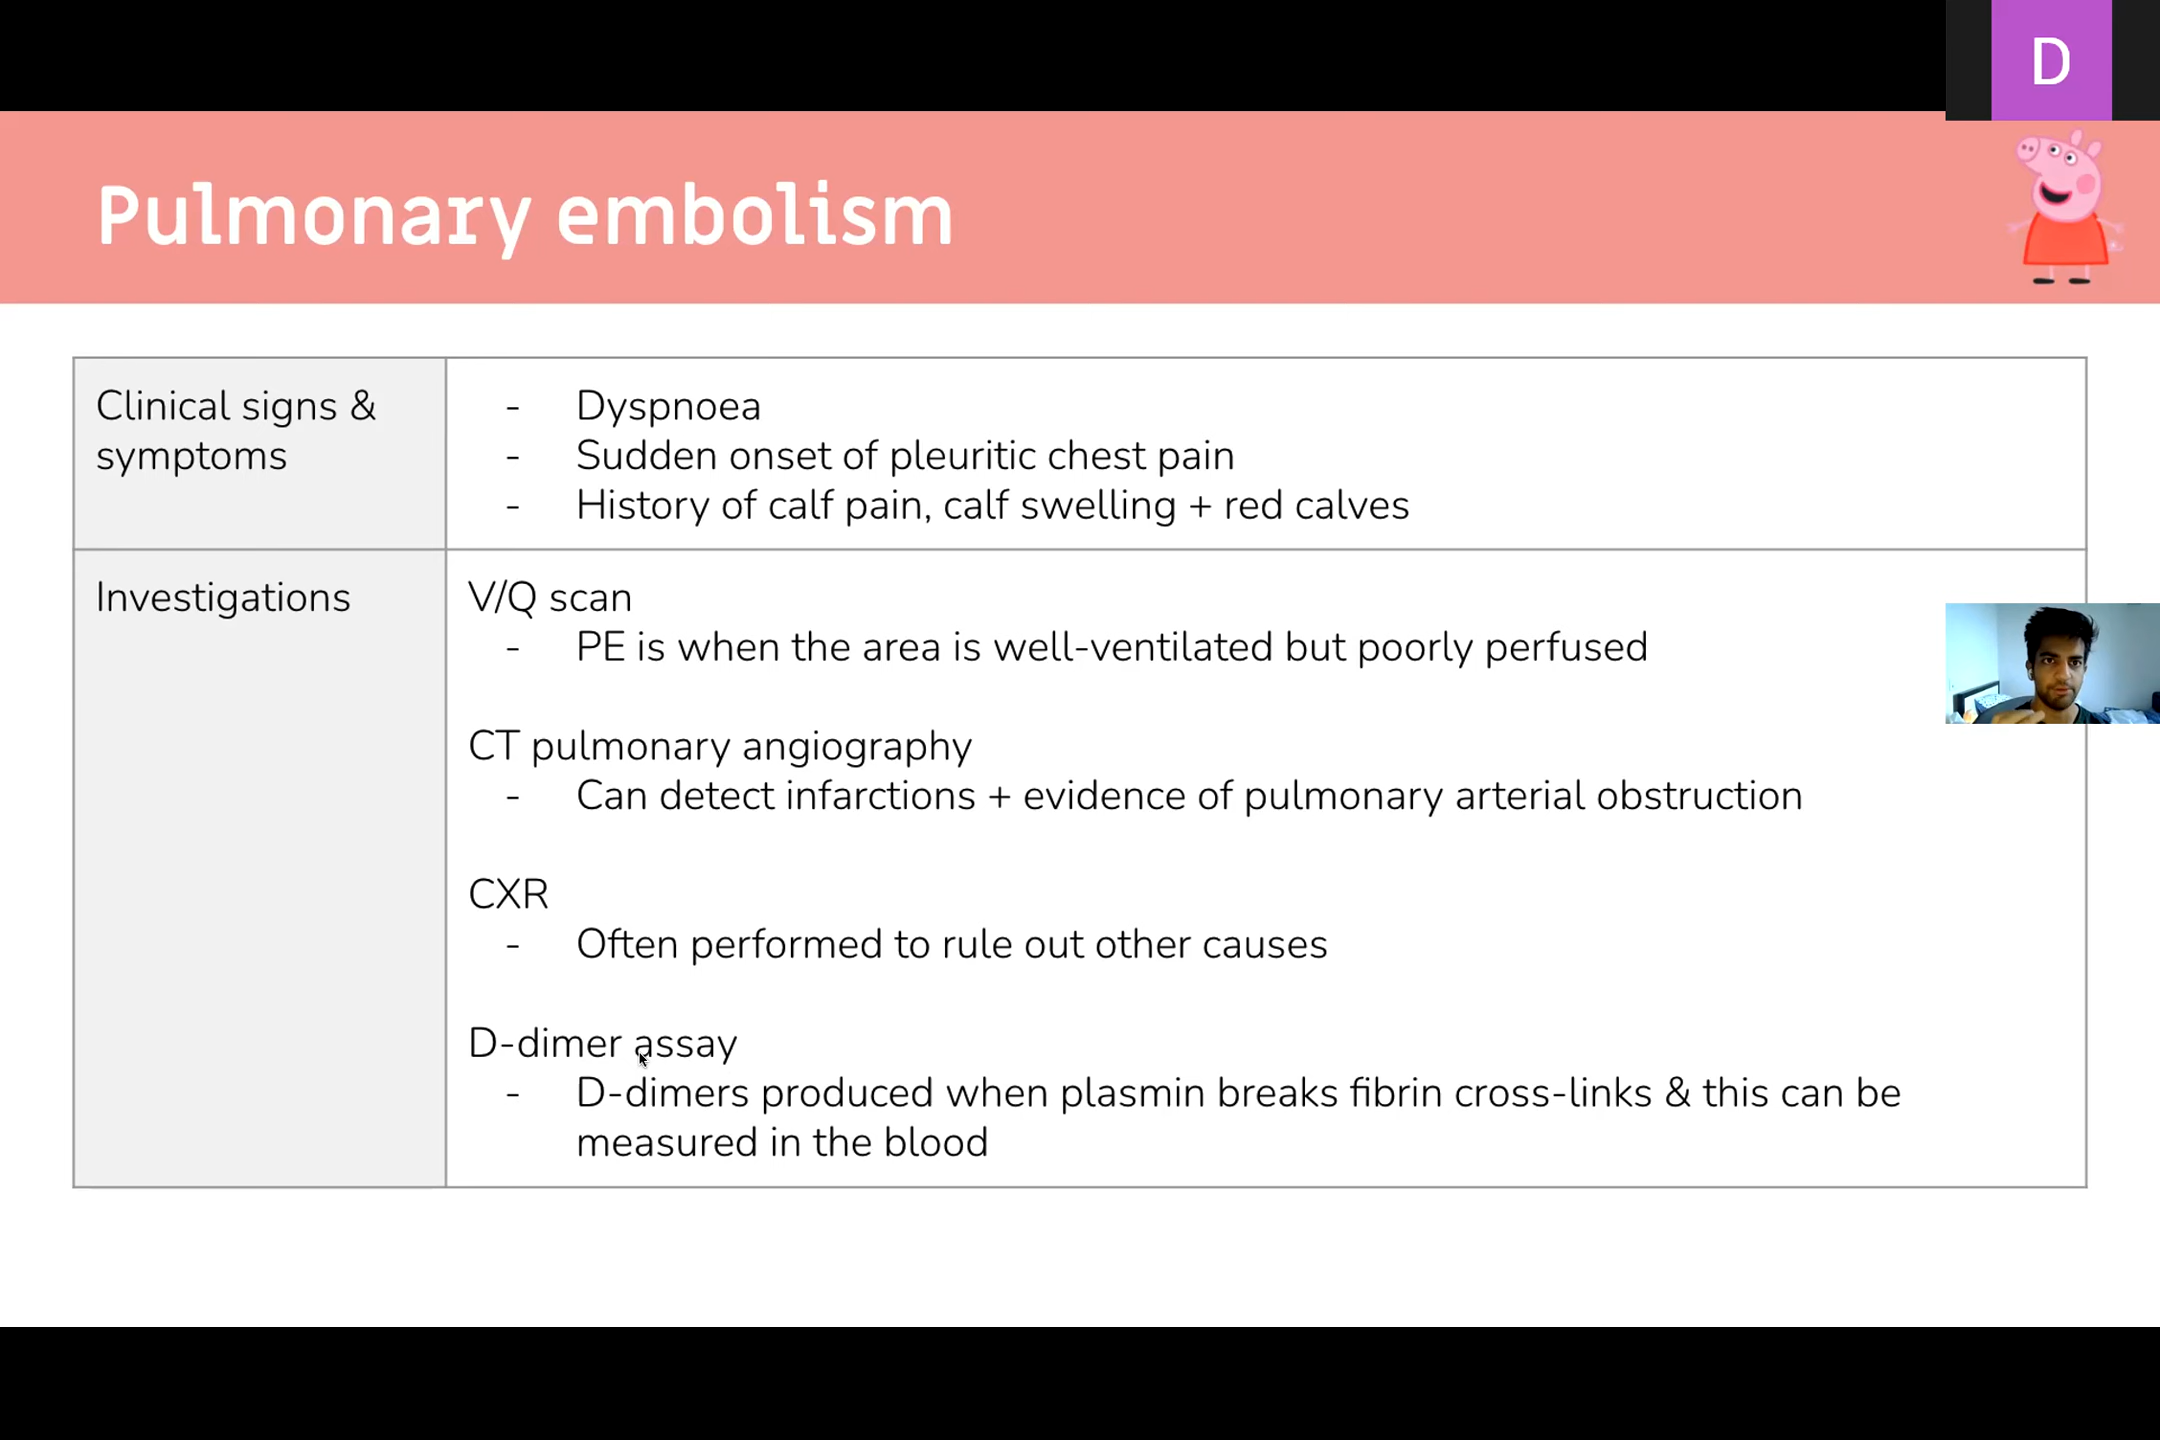 D
Pulmonary embolism
Clinical signs &
symptoms
- Dyspnoea
- Sudden onset of pleuritic chest pain
- History of calf pain, calf swelling + red calves
Investigations
V/Q scan
- PE is when the area is well-ventilated but poorly perfused
CT pulmonary angiography
- Can detect infarctions + evidence of pulmonary arterial obstruction
CXR
- Often performed to rule out other causes
D-dimer assay
- D-dimers produced when plasmin breaks fibrin cross-links & this can be
measured in the blood